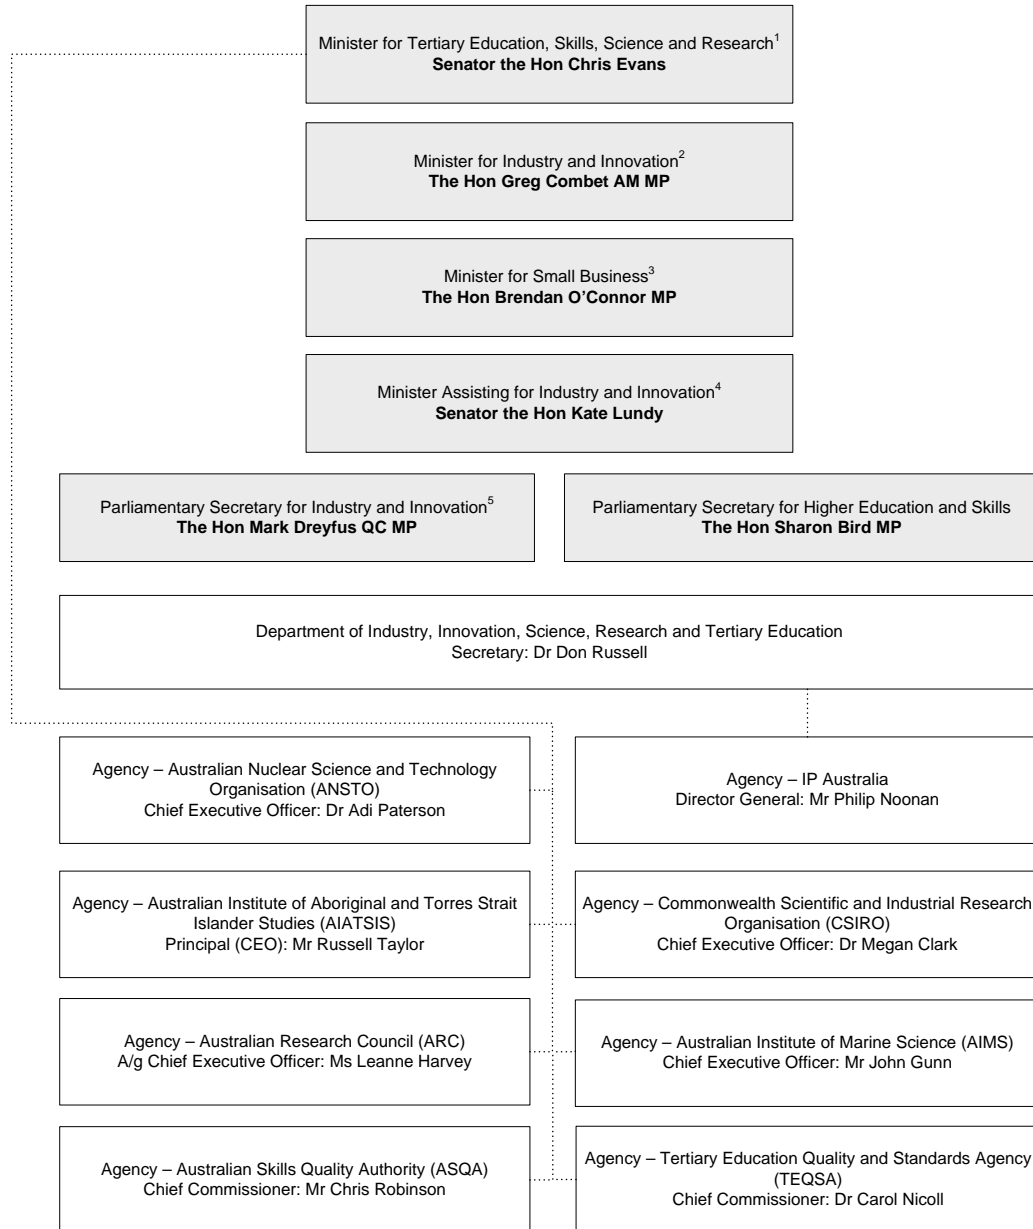 Minister for Tertiary Education, Skills, Science and Research¹
Senator the Hon Chris Evans
Minister for Industry and Innovation²
The Hon Greg Combet AM MP
Minister for Small Business³
The Hon Brendan O’Connor MP
Minister Assisting for Industry and Innovation⁴
Senator the Hon Kate Lundy
Parliamentary Secretary for Industry and Innovation⁵
The Hon Mark Dreyfus QC MP
Parliamentary Secretary for Higher Education and Skills
The Hon Sharon Bird MP
Department of Industry, Innovation, Science, Research and Tertiary Education
Secretary: Dr Don Russell
Agency – Australian Nuclear Science and Technology
Organisation (ANSTO)
Chief Executive Officer: Dr Adi Paterson
Agency – IP Australia
Director General: Mr Philip Noonan
Agency – Australian Institute of Aboriginal and Torres Strait
Islander Studies (AIATSIS)
Principal (CEO): Mr Russell Taylor
Agency – Commonwealth Scientific and Industrial Research
Organisation (CSIRO)
Chief Executive Officer: Dr Megan Clark
Agency – Australian Research Council (ARC)
A/g Chief Executive Officer: Ms Leanne Harvey
Agency – Australian Institute of Marine Science (AIMS)
Chief Executive Officer: Mr John Gunn
Agency – Australian Skills Quality Authority (ASQA)
Chief Commissioner: Mr Chris Robinson
Agency – Tertiary Education Quality and Standards Agency
(TEQSA)
Chief Commissioner: Dr Carol Nicoll